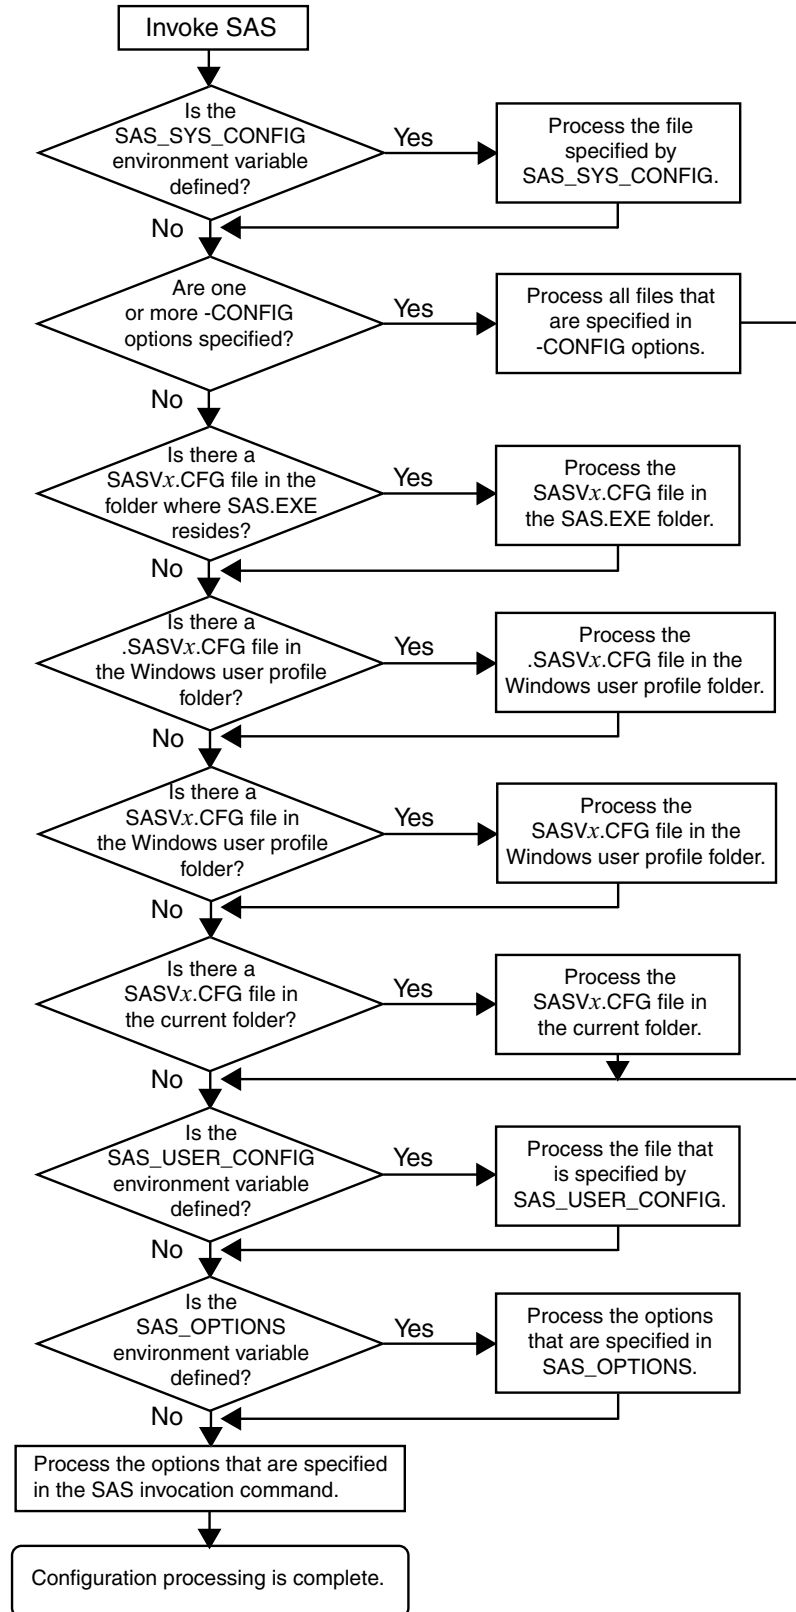 Invoke SAS
Is the
SAS_SYS_CONFIG
environment variable
defined?
Yes
Process the file
specified by
SAS_SYS_CONFIG.
No
Are one
or more -CONFIG
options specified?
Yes
Process all files that
are specified in
-CONFIG options.
No
Is there a
SASVx.CFG file in the
folder where SAS.EXE
resides?
Yes
Process the
SASVx.CFG file in
the SAS.EXE folder.
No
Is there a
.SASVx.CFG file in
the Windows user profile
folder?
Yes
Process the
.SASVx.CFG file in the
Windows user profile folder.
No
Is there a
SASVx.CFG file in
the Windows user profile
folder?
Yes
Process the
SASVx.CFG file in the
Windows user profile folder.
No
Is there a
SASVx.CFG file in
the current folder?
Yes
Process the
SASVx.CFG file in
the current folder.
No
Is the
SAS_USER_CONFIG
environment variable
defined?
Yes
Process the file that
is specified by
SAS_USER_CONFIG.
No
Is the
SAS_OPTIONS
environment variable
defined?
Yes
Process the options
that are specified in
SAS_OPTIONS.
No
Process the options that are specified
in the SAS invocation command.
Configuration processing is complete.